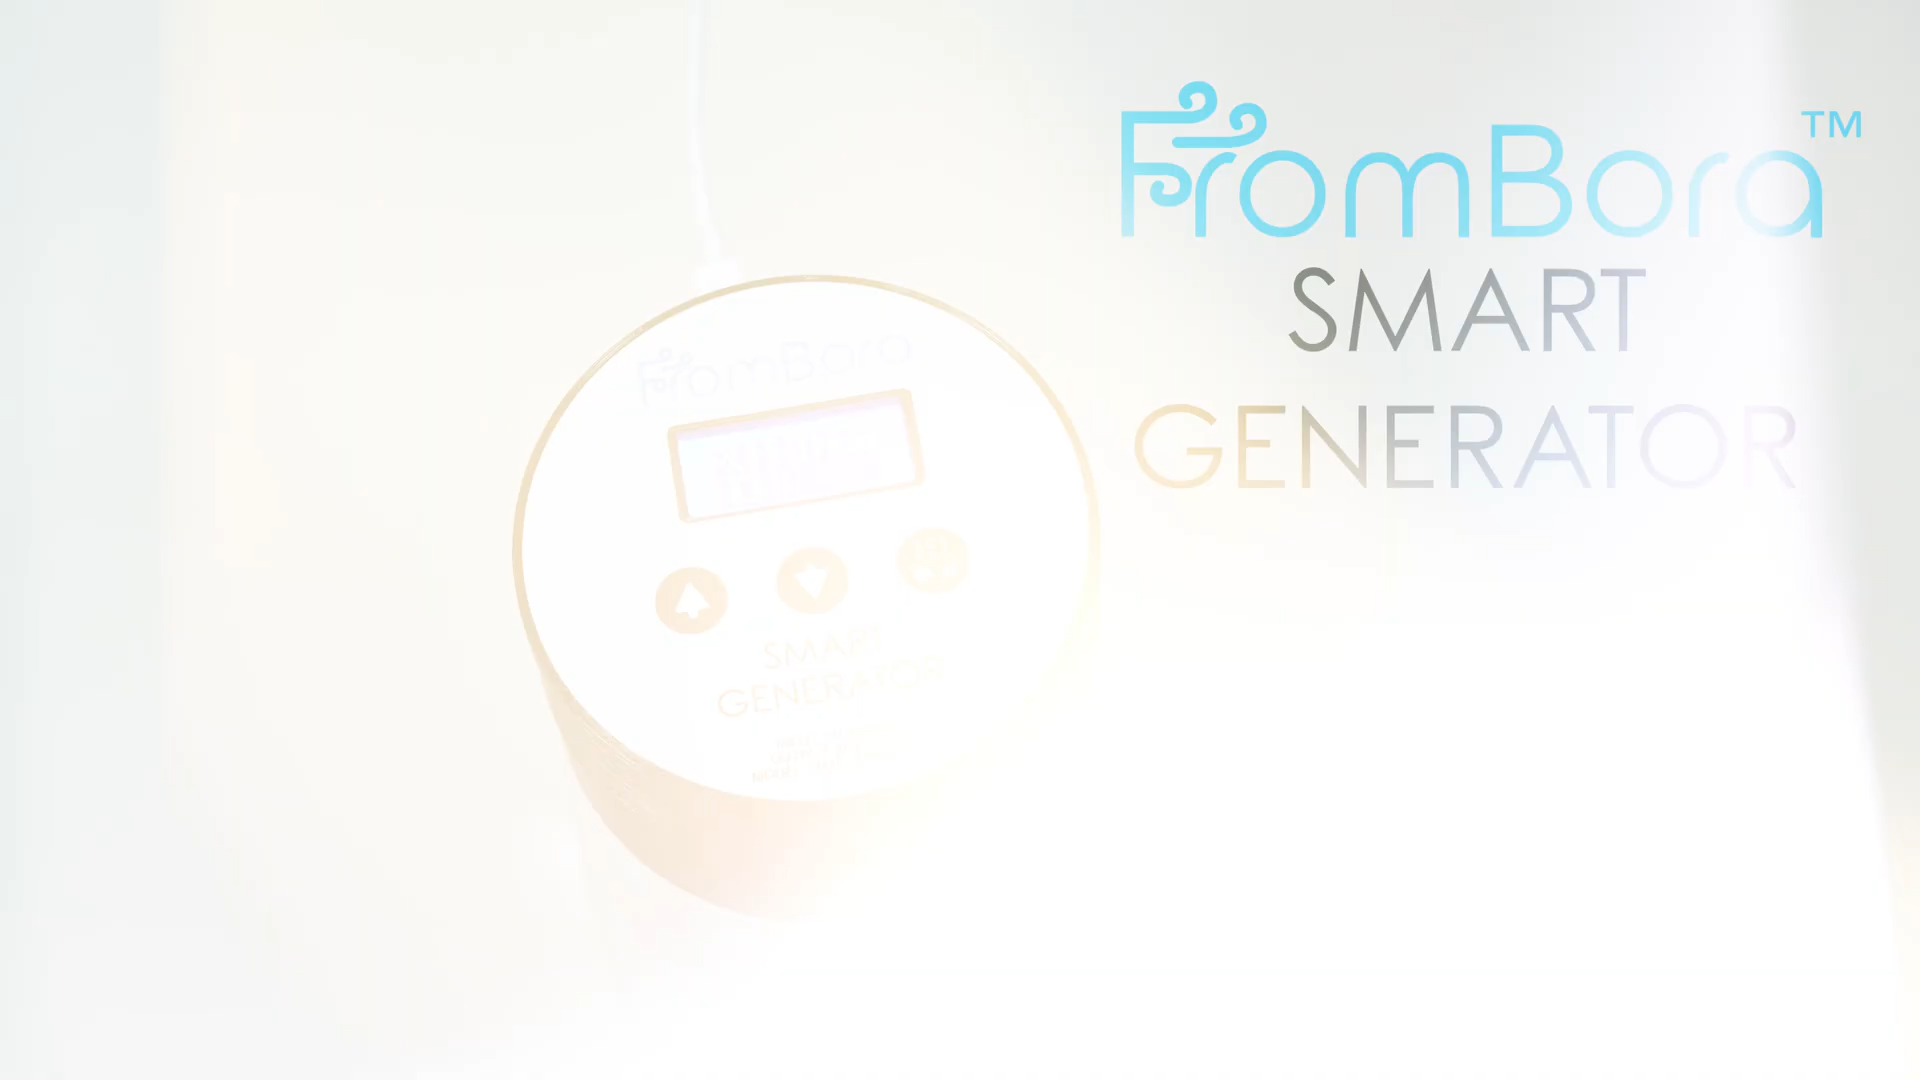 FromBora™
SMART
GENERATOR
FromBora
SMART
GENERATOR